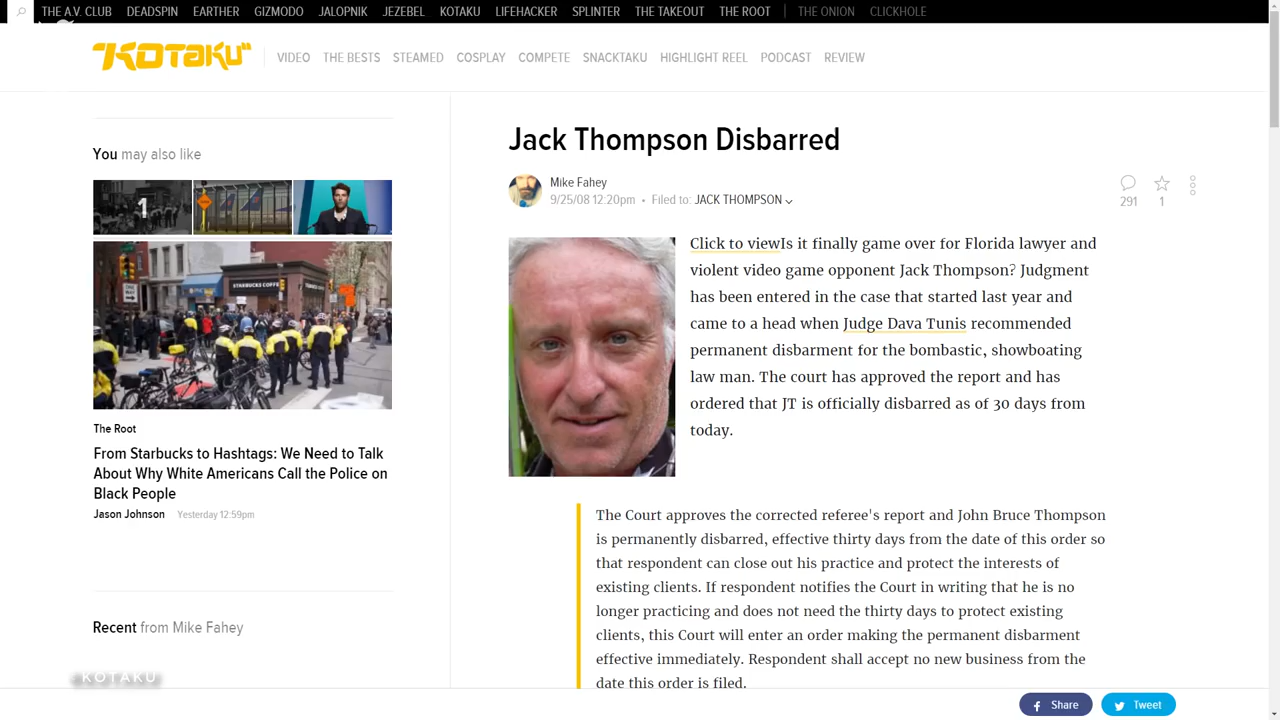 THE A.V. CLUB DEADSPIN EARTHER GIZMODO JALOPNIK JEZEBEL KOTAKU LIFEHACKER SPLINTER THE TAKEOUT THE ROOT THE ONION CLICKHOLE
KOTAKU VIDEO THE BESTS STEAMED COSPLAY COMPETE SNACKTAKU HIGHLIGHT REEL PODCAST REVIEW
You may also like
1
STARBUCKS COFFEE
The Root
From Starbucks to Hashtags: We Need to Talk
About Why White Americans Call the Police on
Black People
Jason Johnson Yesterday 12:59pm
Recent from Mike Fahey
KOTAKU
Jack Thompson Disbarred
Mike Fahey
9/25/08 12:20pm • Filed to: JACK THOMPSON
291 1
Click to viewIs it finally game over for Florida lawyer and
violent video game opponent Jack Thompson? Judgment
has been entered in the case that started last year and
came to a head when Judge Dava Tunis recommended
permanent disbarment for the bombastic, showboating
law man. The court has approved the report and has
ordered that JT is officially disbarred as of 30 days from
today.
The Court approves the corrected referee's report and John Bruce Thompson
is permanently disbarred, effective thirty days from the date of this order so
that respondent can close out his practice and protect the interests of
existing clients. If respondent notifies the Court in writing that he is no
longer practicing and does not need the thirty days to protect existing
clients, this Court will enter an order making the permanent disbarment
effective immediately. Respondent shall accept no new business from the
date this order is filed.
Share Tweet